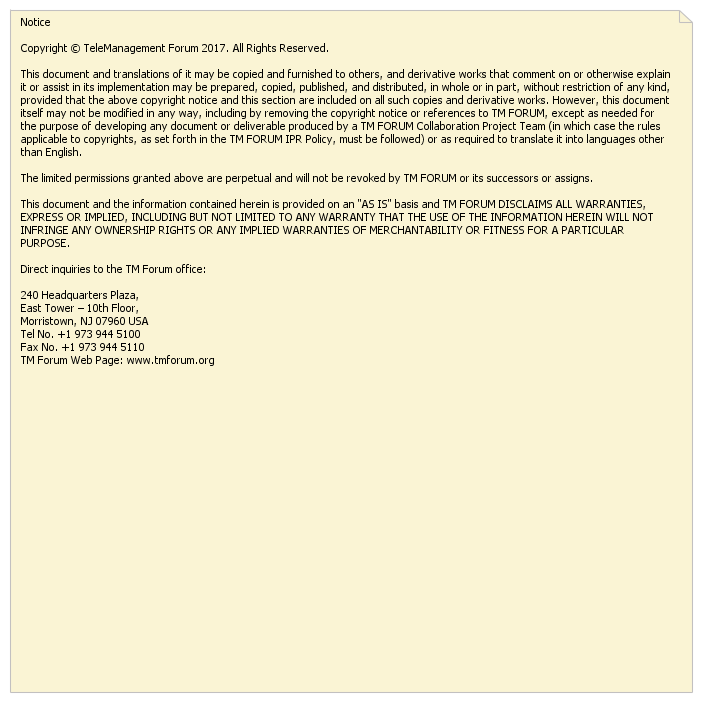 Notice
Copyright © TeleManagement Forum 2017. All Rights Reserved.
This document and translations of it may be copied and furnished to others, and derivative works that comment on or otherwise explain
it or assist in its implementation may be prepared, copied, published, and distributed, in whole or in part, without restriction of any kind,
provided that the above copyright notice and this section are included on all such copies and derivative works. However, this document
itself may not be modified in any way, including by removing the copyright notice or references to TM FORUM, except as needed for
the purpose of developing any document or deliverable produced by a TM FORUM Collaboration Project Team (in which case the rules
applicable to copyrights, as set forth in the TM FORUM IPR Policy, must be followed) or as required to translate it into languages other
than English.
The limited permissions granted above are perpetual and will not be revoked by TM FORUM or its successors or assigns.
This document and the information contained herein is provided on an "AS IS" basis and TM FORUM DISCLAIMS ALL WARRANTIES,
EXPRESS OR IMPLIED, INCLUDING BUT NOT LIMITED TO ANY WARRANTY THAT THE USE OF THE INFORMATION HEREIN WILL NOT
INFRINGE ANY OWNERSHIP RIGHTS OR ANY IMPLIED WARRANTIES OF MERCHANTABILITY OR FITNESS FOR A PARTICULAR
PURPOSE.
Direct inquiries to the TM Forum office:
240 Headquarters Plaza,
East Tower – 10th Floor,
Morristown, NJ 07960 USA
Tel No. +1 973 944 5100
Fax No. +1 973 944 5110
TM Forum Web Page: www.tmforum.org